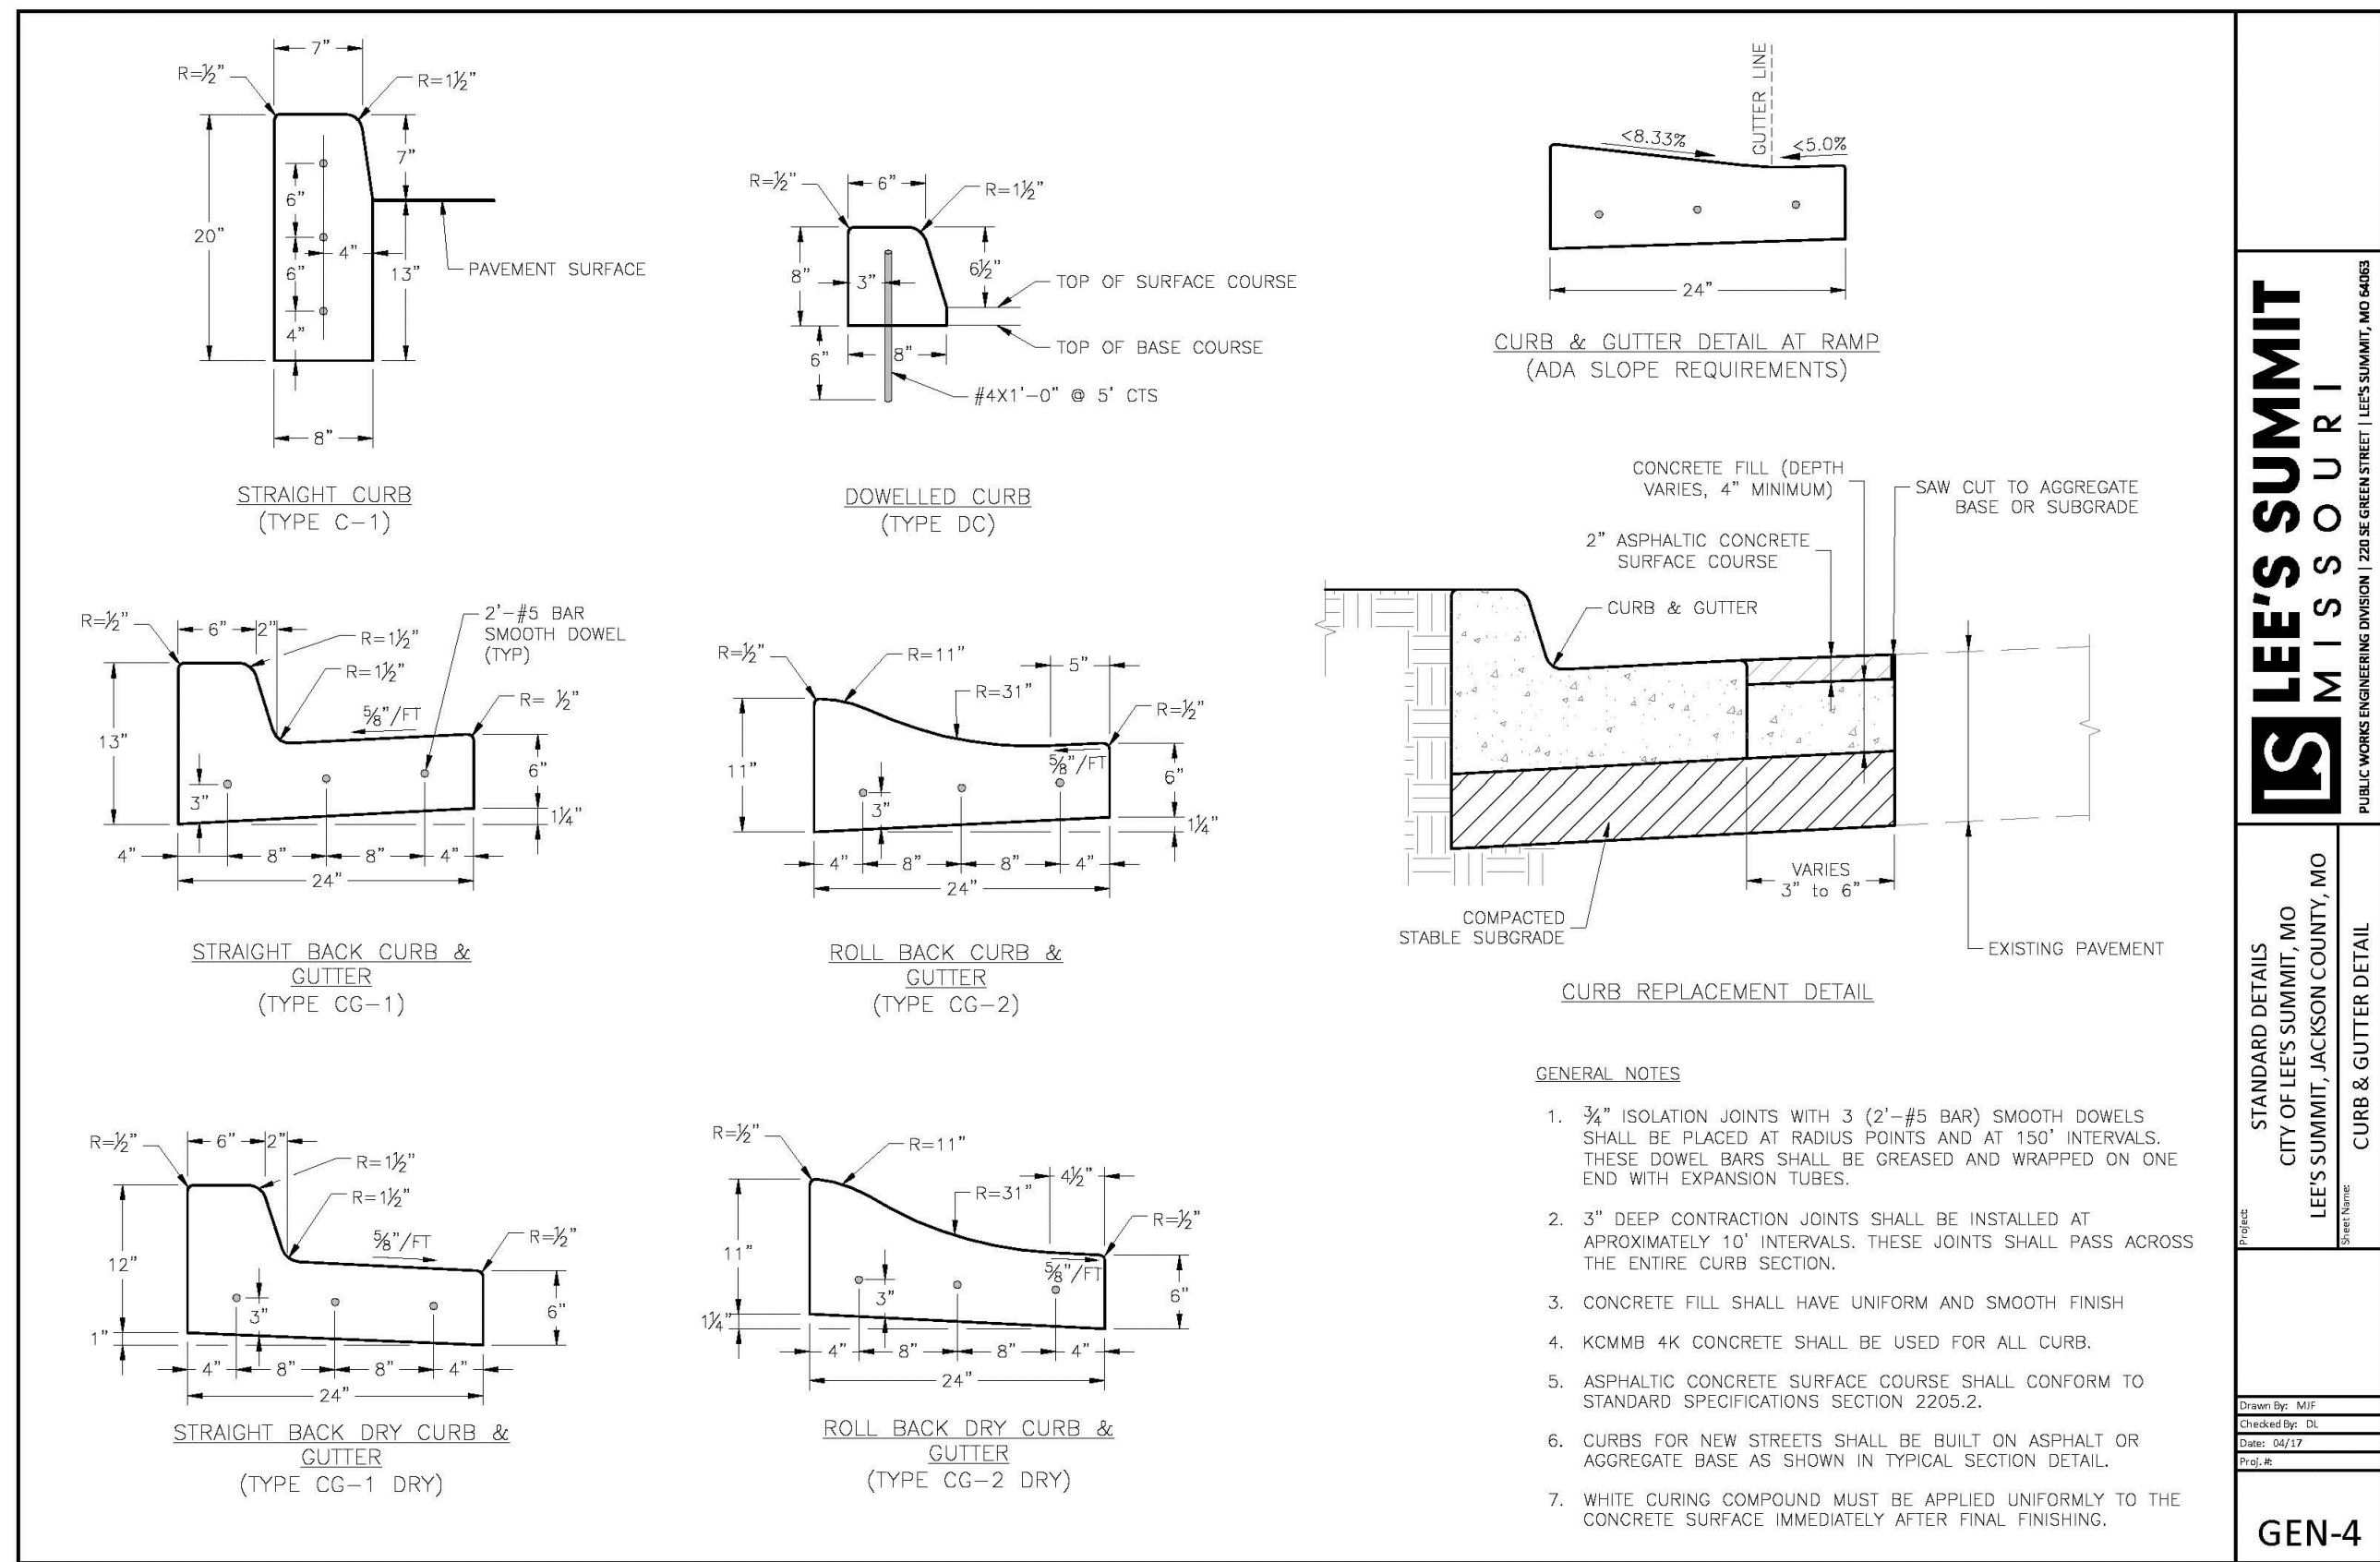 7"
R=½"
R=1½"
7"
6"
20"
4"
6"
13"
PAVEMENT SURFACE
4"
8"
STRAIGHT CURB
(TYPE C-1)
R=½"
6"
R=1½"
8"
3"
6½"
TOP OF SURFACE COURSE
TOP OF BASE COURSE
6"
8"
#4X1'-0" @ 5' CTS
DOWELLED CURB
(TYPE DC)
GUTTER LINE
<8.33%
<5.0%
24"
CURB & GUTTER DETAIL AT RAMP
(ADA SLOPE REQUIREMENTS)
R=½"
6"
2"
R=1½"
R=1½"
2'-#5 BAR
SMOOTH DOWEL
(TYP)
R= ½"
⅝"/FT
13"
3"
6"
1¼"
4"
8"
8"
4"
24"
STRAIGHT BACK CURB &
GUTTER
(TYPE CG-1)
R=½"
R=11"
R=31"
5"
R=½"
⅝"/FT
11"
3"
6"
1¼"
4"
8"
8"
4"
24"
ROLL BACK CURB &
GUTTER
(TYPE CG-2)
CONCRETE FILL (DEPTH
VARIES, 4" MINIMUM)
SAW CUT TO AGGREGATE
BASE OR SUBGRADE
2" ASPHALTIC CONCRETE
SURFACE COURSE
CURB & GUTTER
VARIES
3" to 6"
COMPACTED
STABLE SUBGRADE
EXISTING PAVEMENT
CURB REPLACEMENT DETAIL
R=½"
6"
2"
R=1½"
R=1½"
⅝"/FT
R=½"
12"
3"
6"
1"
4"
8"
8"
4"
24"
STRAIGHT BACK DRY CURB &
GUTTER
(TYPE CG-1 DRY)
R=½"
R=11"
R=31"
4½"
R=½"
⅝"/FT
11"
3"
6"
1¼"
4"
8"
8"
4"
24"
ROLL BACK DRY CURB &
GUTTER
(TYPE CG-2 DRY)
GENERAL NOTES
1. ¾" ISOLATION JOINTS WITH 3 (2'-#5 BAR) SMOOTH DOWELS
SHALL BE PLACED AT RADIUS POINTS AND AT 150' INTERVALS.
THESE DOWEL BARS SHALL BE GREASED AND WRAPPED ON ONE
END WITH EXPANSION TUBES.
2. 3" DEEP CONTRACTION JOINTS SHALL BE INSTALLED AT
APROXIMATELY 10' INTERVALS. THESE JOINTS SHALL PASS ACROSS
THE ENTIRE CURB SECTION.
3. CONCRETE FILL SHALL HAVE UNIFORM AND SMOOTH FINISH
4. KCMMB 4K CONCRETE SHALL BE USED FOR ALL CURB.
5. ASPHALTIC CONCRETE SURFACE COURSE SHALL CONFORM TO
STANDARD SPECIFICATIONS SECTION 2205.2.
6. CURBS FOR NEW STREETS SHALL BE BUILT ON ASPHALT OR
AGGREGATE BASE AS SHOWN IN TYPICAL SECTION DETAIL.
7. WHITE CURING COMPOUND MUST BE APPLIED UNIFORMLY TO THE
CONCRETE SURFACE IMMEDIATELY AFTER FINAL FINISHING.
LS LEE'S SUMMIT
MISSOURI
PUBLIC WORKS ENGINEERING DIVISION | 220 SE GREEN STREET | LEE'S SUMMIT, MO 64063
Project:
STANDARD DETAILS
CITY OF LEE'S SUMMIT, MO
LEE'S SUMMIT, JACKSON COUNTY, MO
Sheet Name:
CURB & GUTTER DETAIL
Drawn By: MJF
Checked By: DL
Date: 04/17
Proj. #:
GEN-4